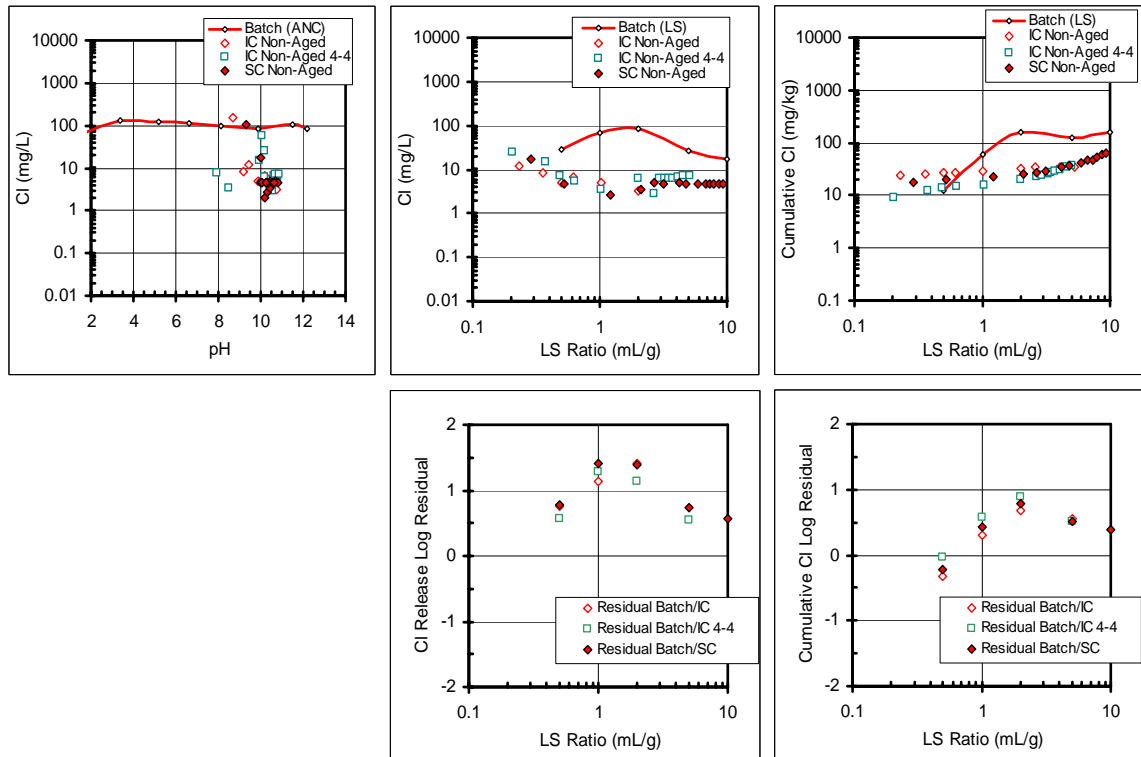 Batch (ANC)
IC Non-Aged
IC Non-Aged 4-4
SC Non-Aged
10000
1000
100
10
1
0.1
0.01
Cl (mg/L)
2 4 6 8 10 12 14
pH
Batch (LS)
IC Non-Aged
IC Non-Aged 4-4
SC Non-Aged
10000
1000
100
10
1
0.1
0.01
Cl (mg/L)
0.1 1 10
LS Ratio (mL/g)
Batch (LS)
IC Non-Aged
IC Non-Aged 4-4
SC Non-Aged
10000
1000
100
10
1
0.1
Cumulative Cl (mg/kg)
0.1 1 10
LS Ratio (mL/g)
2
1
0
-1
-2
Cl Release Log Residual
Residual Batch/IC
Residual Batch/IC 4-4
Residual Batch/SC
0.1 1 10
LS Ratio (mL/g)
2
1
0
-1
-2
Cumulative Cl Log Residual
Residual Batch/IC
Residual Batch/IC 4-4
Residual Batch/SC
0.1 1 10
LS Ratio (mL/g)